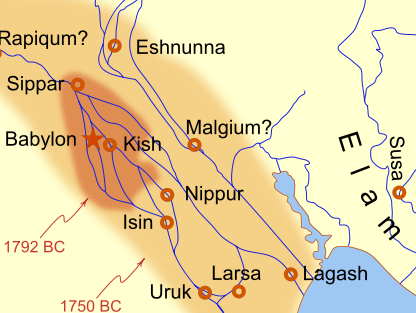 Rapiqum?
Eshnunna
Sippar
Malgium?
Babylon
Kish
Elam
Susa
Nippur
Isin
1792 BC
Larsa
Lagash
Uruk
1750 BC